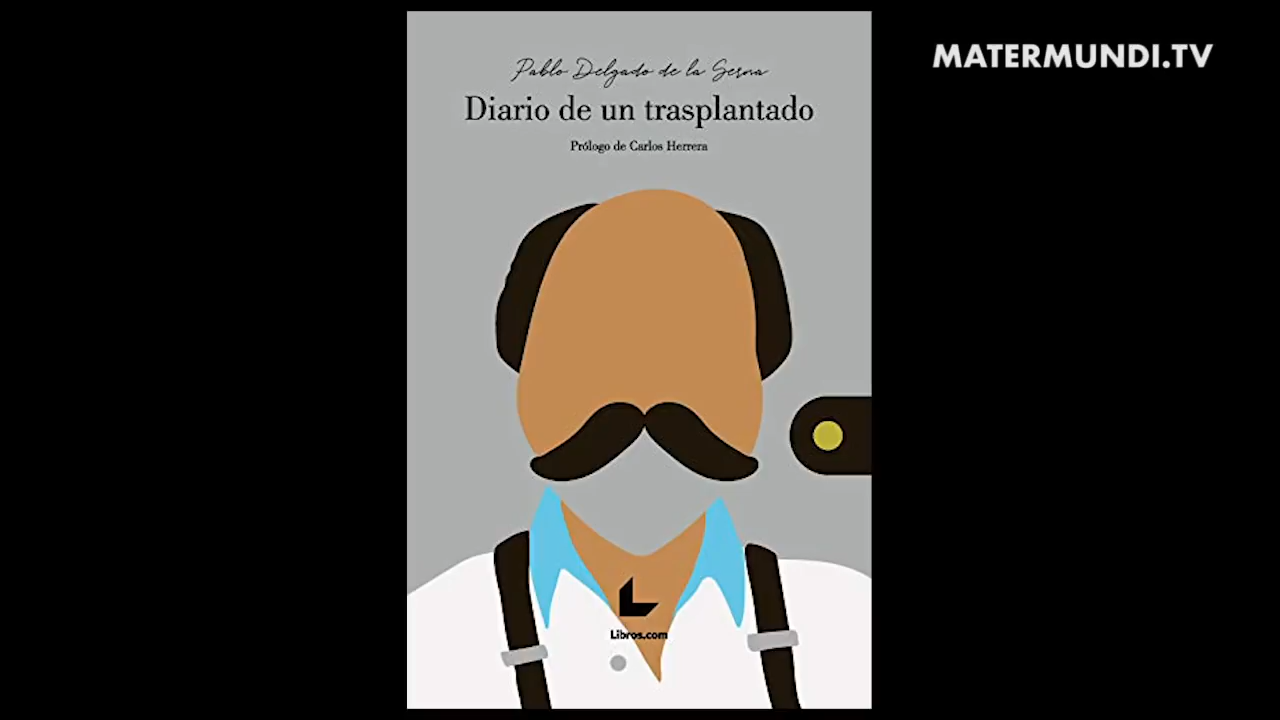 MATERMUNDI.TV
Pablo Delgado de la Serna
Diario de un trasplantado
Prólogo de Carlos Herrera
Libros.com